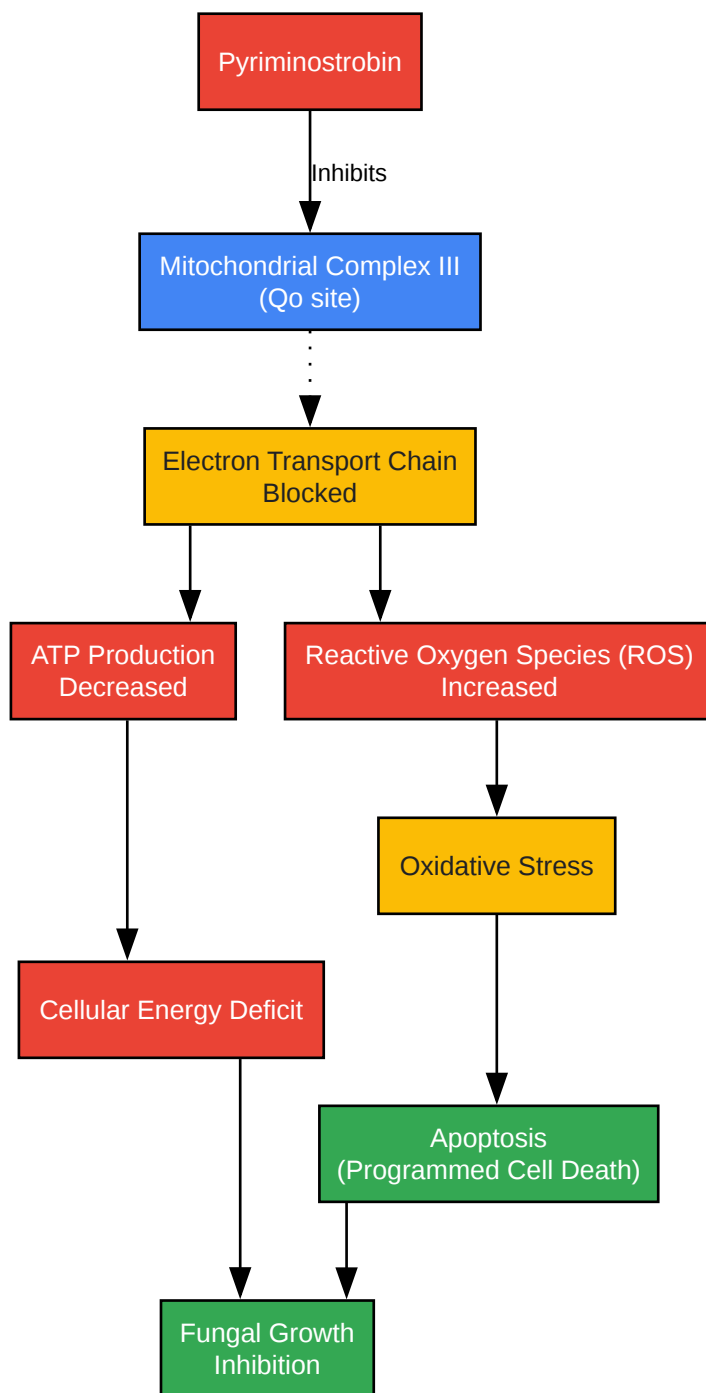 Pyriminostrobin
Inhibits
Mitochondrial Complex III
(Qo site)
Electron Transport Chain
Blocked
ATP Production
Decreased
Reactive Oxygen Species (ROS)
Increased
Oxidative Stress
Cellular Energy Deficit
Apoptosis
(Programmed Cell Death)
Fungal Growth
Inhibition